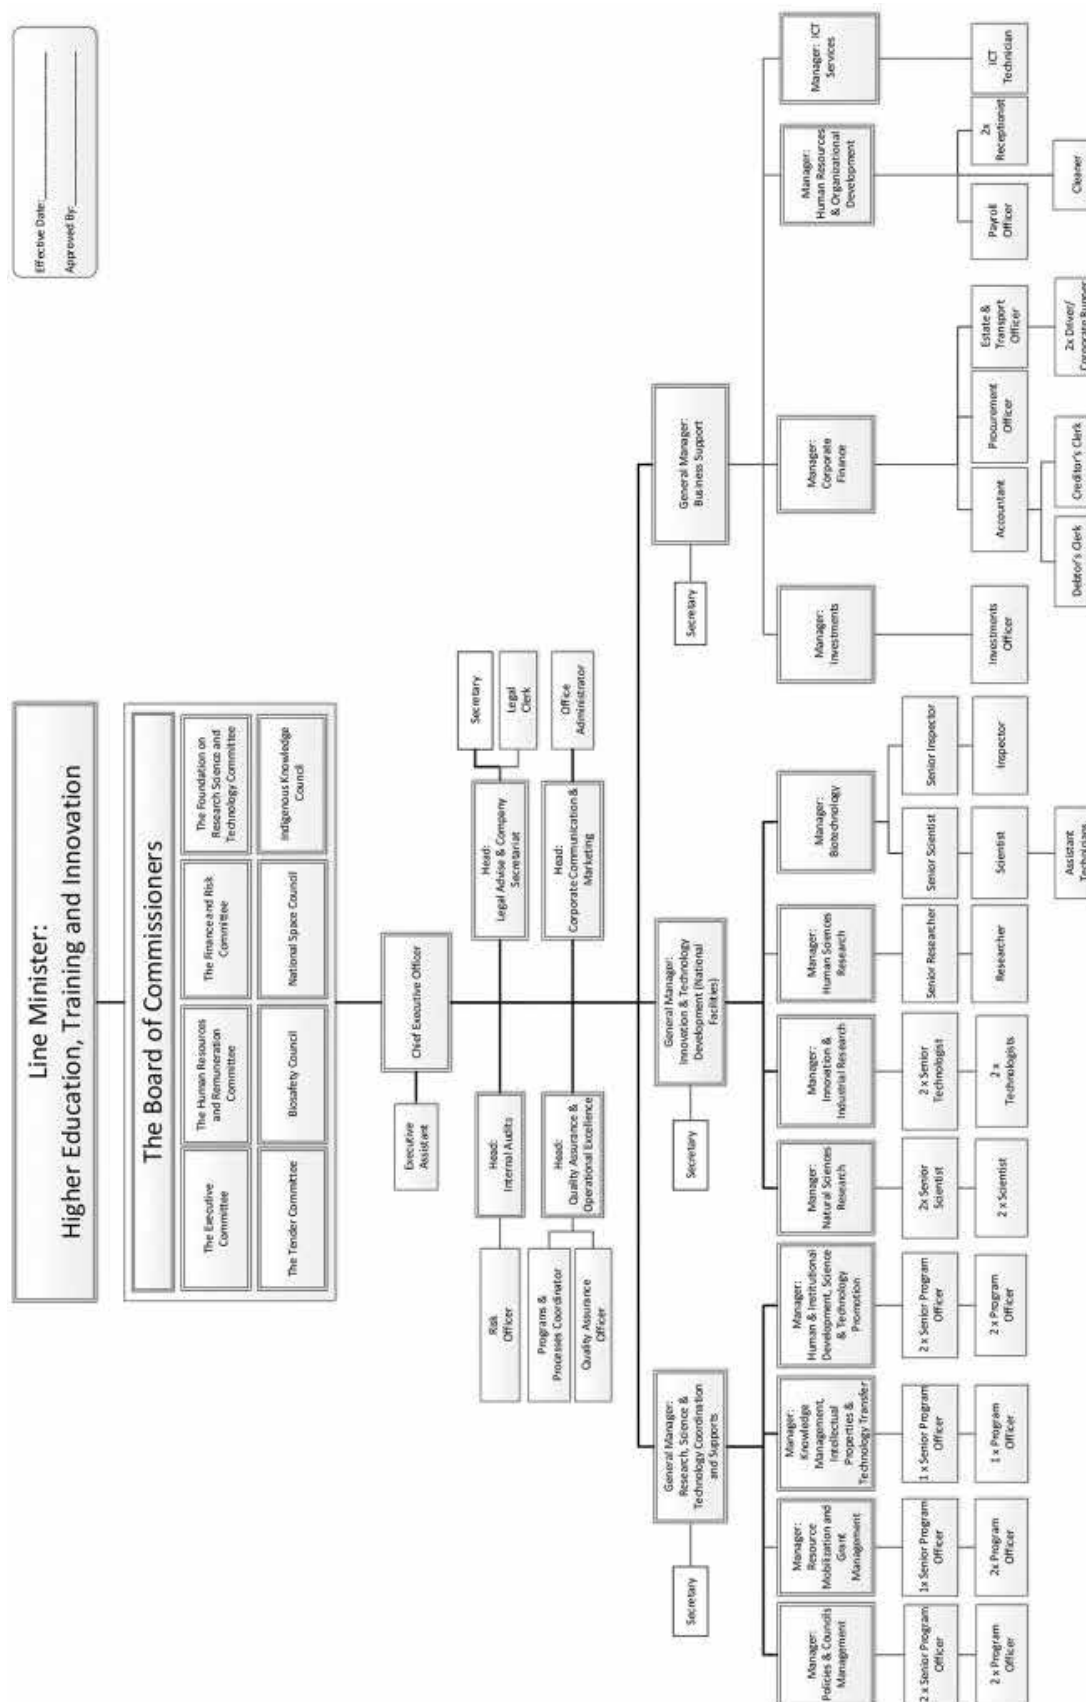 Effective Date:
Approved By:
Line Minister:
Higher Education, Training and Innovation
The Board of Commissioners
The Executive
Committee
The Human Resources
and Remuneration
Committee
The Finance and Risk
Committee
The Foundation on
Research Science and
Technology Committee
The Tender Committee
Biosafety Council
National Space Council
Indigenous Knowledge
Council
Chief Executive Officer
Executive
Assistant
Head:
Internal Audits
Risk
Officer
Head:
Legal Advise & Company
Secretariat
Secretary
Legal
Clerk
Head:
Quality Assurance &
Operational Excellence
Programs &
Processes Coordinator
Quality Assurance
Officer
Head:
Corporate Communication &
Marketing
Office
Administrator
General Manager:
Research, Science &
Technology Coordination
and Supports
Secretary
General Manager:
Innovation & Technology
Development (National
Facilities)
Secretary
General Manager:
Business Support
Secretary
Manager:
Policies & Councils
Management
Manager:
Resource
Mobilization and
Grant
Management
Manager:
Knowledge
Management,
Intellectual
Properties &
Technology Transfer
Manager:
Human & Institutional
Development, Science
& Technology
Promotion
Manager:
Natural Sciences
Research
Manager:
Innovation &
Industrial Research
Manager:
Human Sciences
Research
Manager:
Biotechnology
Manager:
Investments
Manager:
Corporate
Finance
Manager:
Human Resources
& Organizational
Development
Manager: ICT
Services
2 x Senior Program
Officer
1x Senior Program
Officer
1 x Senior Program
Officer
2 x Senior Program
Officer
2x Senior
Scientist
2 x Senior
Technologist
Senior Researcher
Senior Scientist
Senior Inspector
2 x Program
Officer
2x Program
Officer
1 x Program
Officer
2 x Program
Officer
2 x Scientist
2 x
Technologists
Researcher
Scientist
Inspector
Investments
Officer
Accountant
Procurement
Officer
Estate &
Transport
Officer
Payroll
Officer
2x
Receptionist
ICT
Technician
Assistant
Debtor's Clerk
Creditor's Clerk
2x Driver/
Cleaner